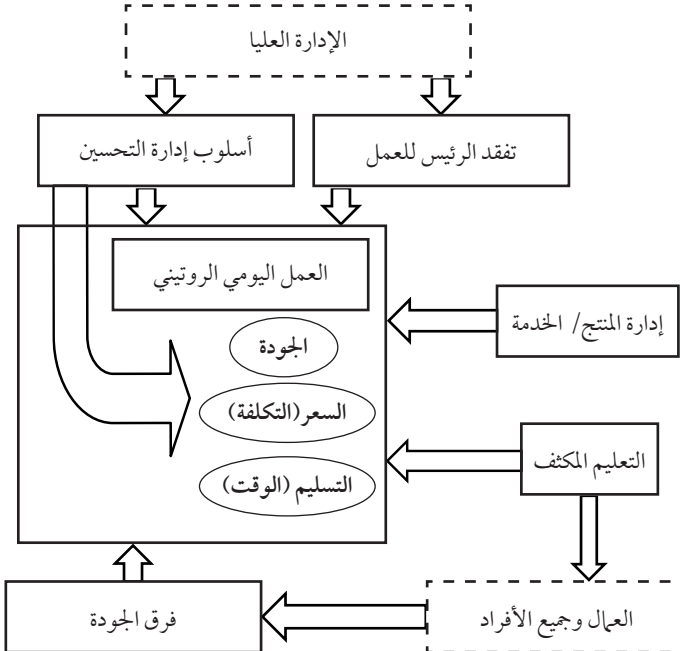 الإدارة العليا
تفقد الرئيس للعمل
أسلوب إدارة التحسين
العمل اليومي الروتيني
إدارة المنتج/ الخدمة
الجودة
السعر (التكلفة)
التعليم المكثف
التسليم (الوقت)
العمال وجميع الأفراد
فرق الجودة